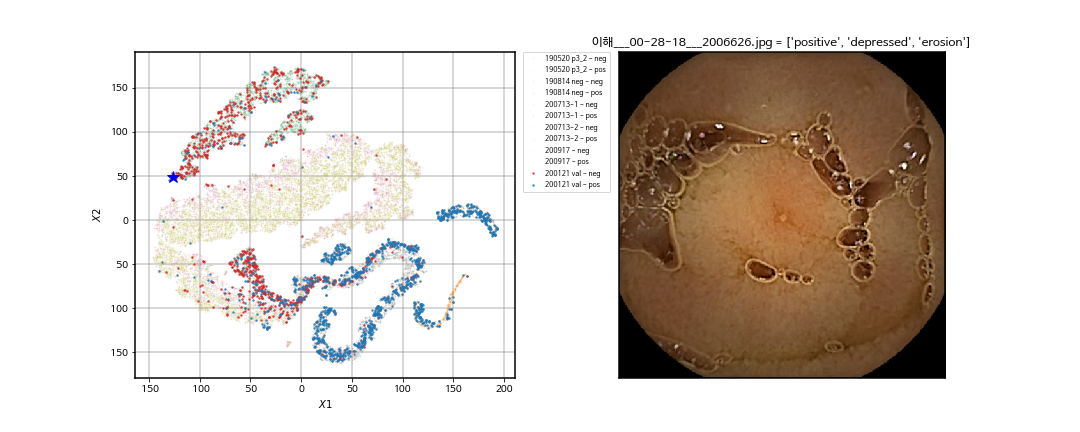 이해___00-28-18___2006626.jpg = ['positive', 'depressed', 'erosion']
190520 p3_2 - neg
190520 p3_2 - pos
190814 neg - neg
190814 neg - pos
200713-1 - neg
200713-1 - pos
200713-2 - neg
200713-2 - pos
200917 - neg
200917 - pos
200121 val - neg
200121 val - pos
150
100
50
0
50
100
150
X2
150
100
50
0
50
100
150
200
X1